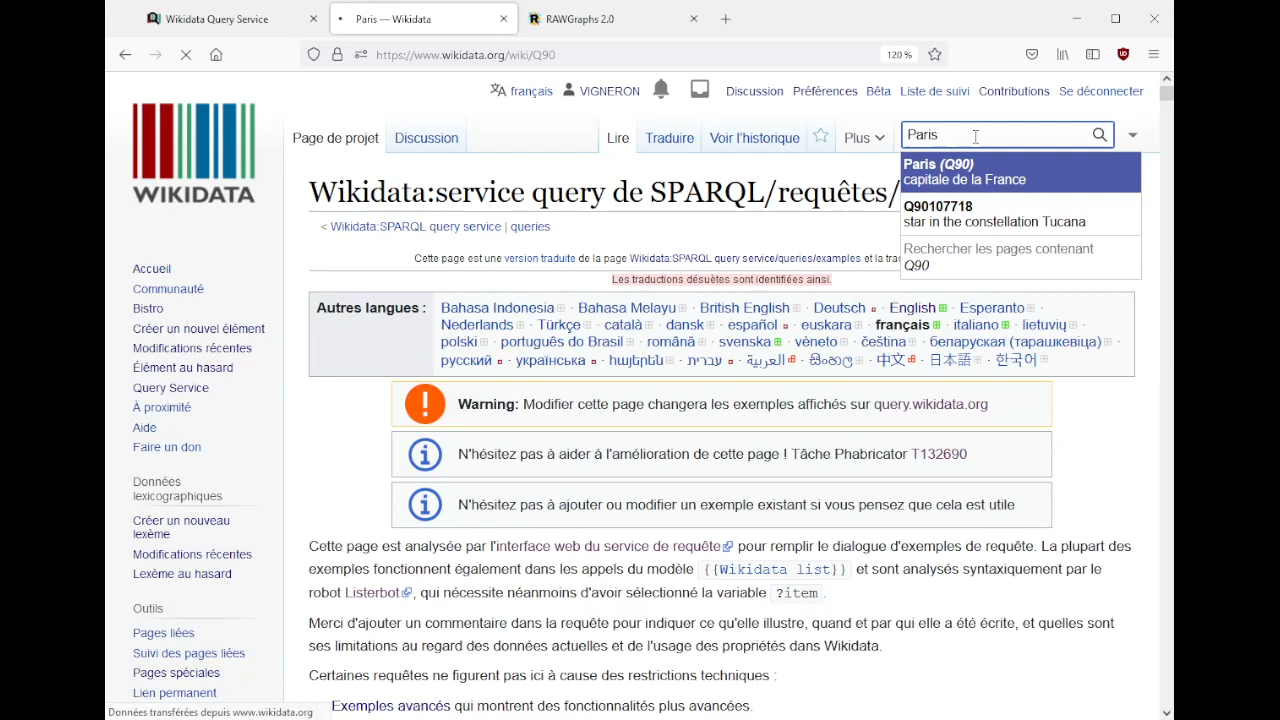 Wikidata Query Service
Paris — Wikidata
RAWGraphs 2.0
https://www.wikidata.org/wiki/Q90
120 %
français
VIGNERON
Discussion
Préférences
Bêta
Liste de suivi
Contributions
Se déconnecter
WIKIDATA
Page de projet
Discussion
Lire
Traduire
Voir l’historique
Plus
Paris
Paris (Q90)
capitale de la France
Q90107718
star in the constellation Tucana
Rechercher les pages contenant
Q90
Wikidata:service query de SPARQL/requêtes/
< Wikidata:SPARQL query service | queries
Cette page est une version traduite de la page Wikidata:SPARQL query service/queries/examples et la trad
Les traductions désuètes sont identifiées ainsi.
Autres langues :
Bahasa Indonesia · Bahasa Melayu · British English · Deutsch · English · Esperanto ·
Nederlands · Türkçe · català · dansk · español · euskara · français · italiano · lietuvių ·
polski · português do Brasil · română · svenska · vèneto · čeština · беларуская (тарашкевіца) ·
русский · українська · հայերեն · עברית · العربية · සිංහල · 中文 · 日本語 · 한국어
Warning: Modifier cette page changera les exemples affichés sur query.wikidata.org
N'hésitez pas à aider à l'amélioration de cette page ! Tâche Phabricator T132690
N'hésitez pas à ajouter ou modifier un exemple existant si vous pensez que cela est utile
Cette page est analysée par l'interface web du service de requête pour remplir le dialogue d'exemples de requête. La plupart des
exemples fonctionnent également dans les appels du modèle {{Wikidata list}} et sont analysés syntaxiquement par le
robot Listerbot, qui nécessite néanmoins d'avoir sélectionné la variable ?item.
Merci d'ajouter un commentaire dans la requête pour indiquer ce qu'elle illustre, quand et par qui elle a été écrite, et quelles sont
ses limitations au regard des données actuelles et de l'usage des propriétés dans Wikidata.
Certaines requêtes ne figurent pas ici à cause des restrictions techniques :
Exemples avancés qui montrent des fonctionnalités plus avancées.
Accueil
Communauté
Bistro
Créer un nouvel élément
Modifications récentes
Élément au hasard
Query Service
À proximité
Aide
Faire un don
Données
lexicographiques
Créer un nouveau
lexème
Modifications récentes
Lexème au hasard
Outils
Pages liées
Suivi des pages liées
Pages spéciales
Lien permanent
Données transférées depuis www.wikidata.org